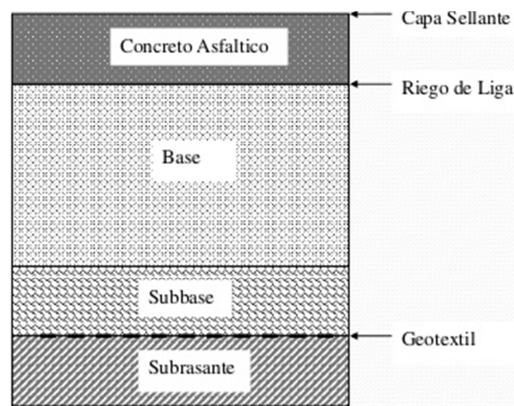 Capa Sellante
Concreto Asfaltico
Riego de Liga
Base
Subbase
Geotextil
Subrasante